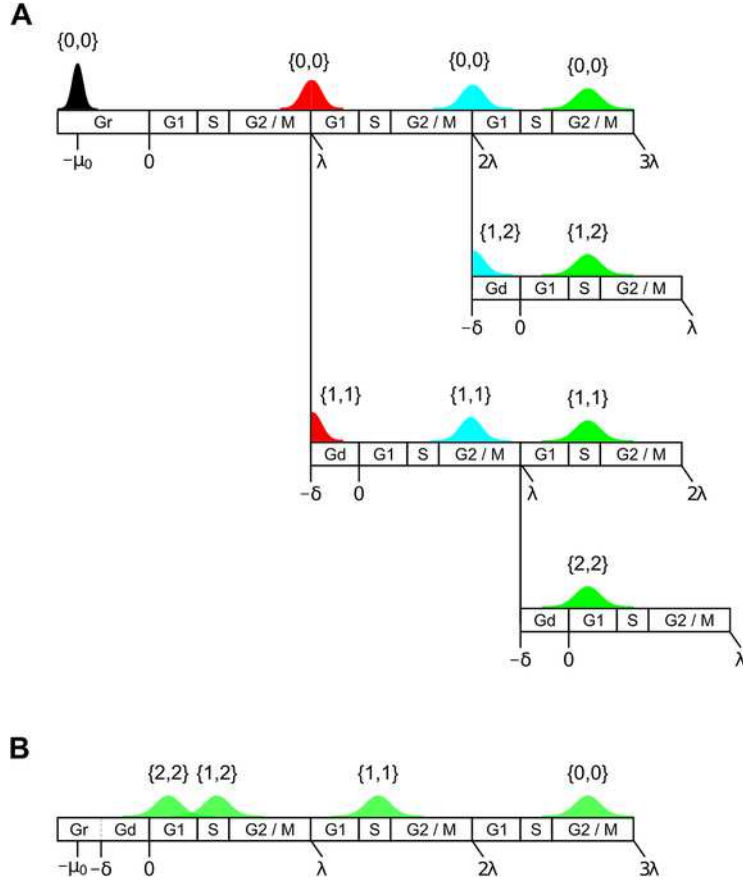 A
{0,0} {0,0} {0,0} {0,0}
Gr G1 S G2 / M G1 S G2 / M G1 S G2 / M
−μ₀ 0 λ 2λ 3λ
{1,2} {1,2}
Gd G1 S G2 / M
−δ 0 λ
{1,1} {1,1} {1,1}
Gd G1 S G2 / M G1 S G2 / M
−δ 0 λ 2λ
{2,2}
Gd G1 S G2 / M
−δ 0 λ
B
{2,2} {1,2} {1,1} {0,0}
Gr Gd G1 S G2 / M G1 S G2 / M G1 S G2 / M
−μ₀ −δ 0 λ 2λ 3λ